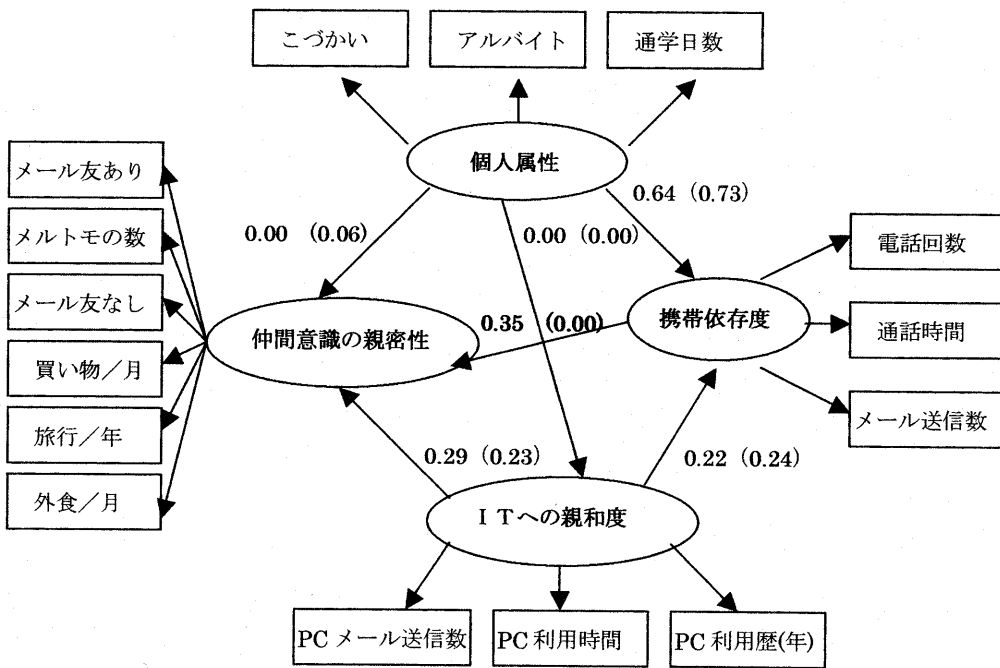 こづかい
アルバイト
通学日数
個人属性
0.64（0.73）
0.00（0.06）
0.00（0.00）
メール友あり
メルトモの数
メール友なし
買い物／月
旅行／年
外食／月
仲間意識の親密性
0.35（0.00）
携帯依存度
電話回数
通話時間
メール送信数
0.29（0.23）
0.22（0.24）
ＩＴへの親和度
PCメール送信数
PC利用時間
PC利用歴(年)